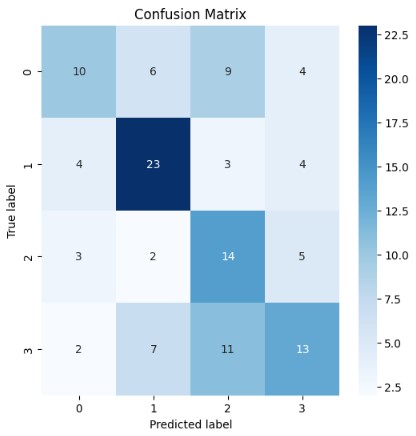 Confusion Matrix
True label
0 10 6 9 4
1 4 23 3 4
2 3 2 14 5
3 2 7 11 13
0 1 2 3
Predicted label
22.5
20.0
17.5
15.0
12.5
10.0
7.5
5.0
2.5